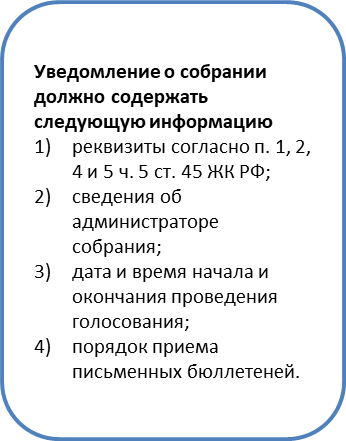 Уведомление о собрании
должно содержать
следующую информацию
1) реквизиты согласно п. 1, 2,
4 и 5 ч. 5 ст. 45 ЖК РФ;
2) сведения об
администраторе
собрания;
3) дата и время начала и
окончания проведения
голосования;
4) порядок приема
письменных бюллетеней.